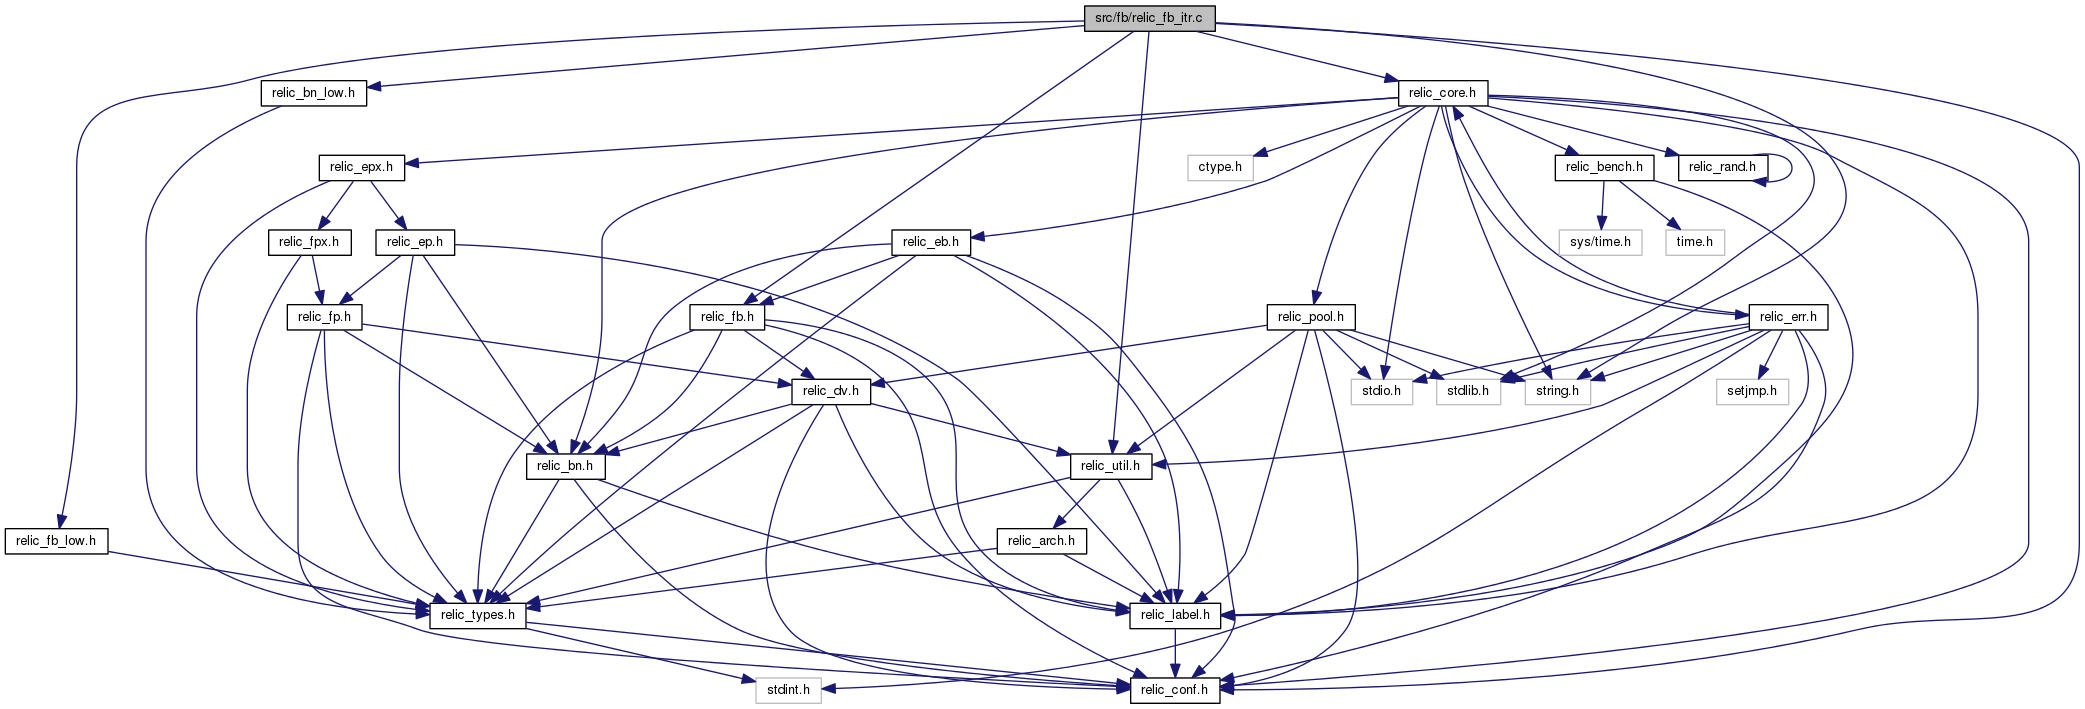 src/fb/relic_fb_itr.c
relic_bn_low.h
relic_core.h
relic_epx.h
ctype.h
relic_bench.h
relic_rand.h
relic_fpx.h
relic_ep.h
relic_eb.h
sys/time.h
time.h
relic_fp.h
relic_fb.h
relic_pool.h
relic_err.h
relic_dv.h
stdio.h
stdlib.h
string.h
setjmp.h
relic_bn.h
relic_util.h
relic_fb_low.h
relic_arch.h
relic_types.h
relic_label.h
stdint.h
relic_conf.h